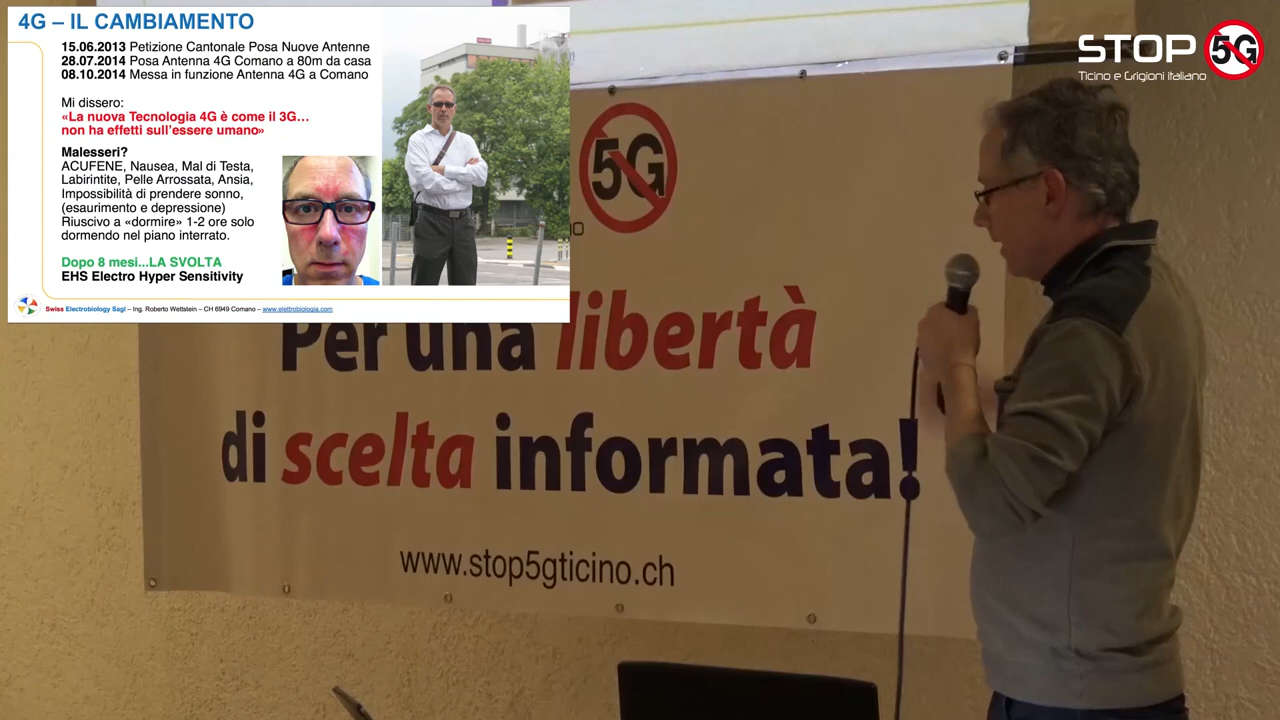 4G – IL CAMBIAMENTO
15.06.2013 Petizione Cantonale Posa Nuove Antenne
28.07.2014 Posa Antenna 4G Comano a 80m da casa
08.10.2014 Messa in funzione Antenna 4G a Comano
Mi dissero:
«La nuova Tecnologia 4G è come il 3G…
non ha effetti sull'essere umano»
Malesseri?
ACUFENE, Nausea, Mal di Testa,
Labirintite, Pelle Arrossata, Ansia,
Impossibilità di prendere sonno,
(esaurimento e depressione)
Riuscivo a «dormire» 1-2 ore solo
dormendo nel piano interrato.
Dopo 8 mesi...LA SVOLTA
EHS Electro Hyper Sensitivity
Swiss Electrobiology Sagl – Ing. Roberto Wettstein – CH 6949 Comano – www.elettrobiologia.com
STOP 5G
Ticino e Grigioni italiano
5G
Per una libertà
di scelta informata!
www.stop5gticino.ch